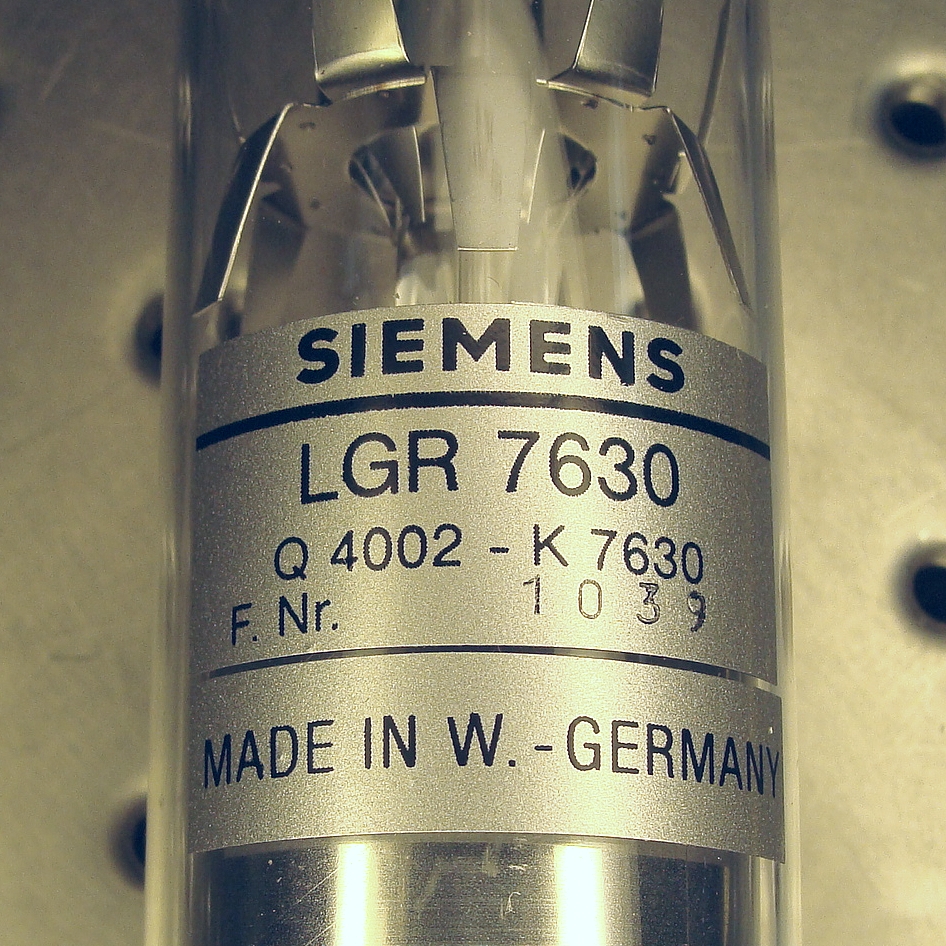 SIEMENS
LGR 7630
Q 4002 - K 7630
F. Nr. 1039
MADE IN W. - GERMANY